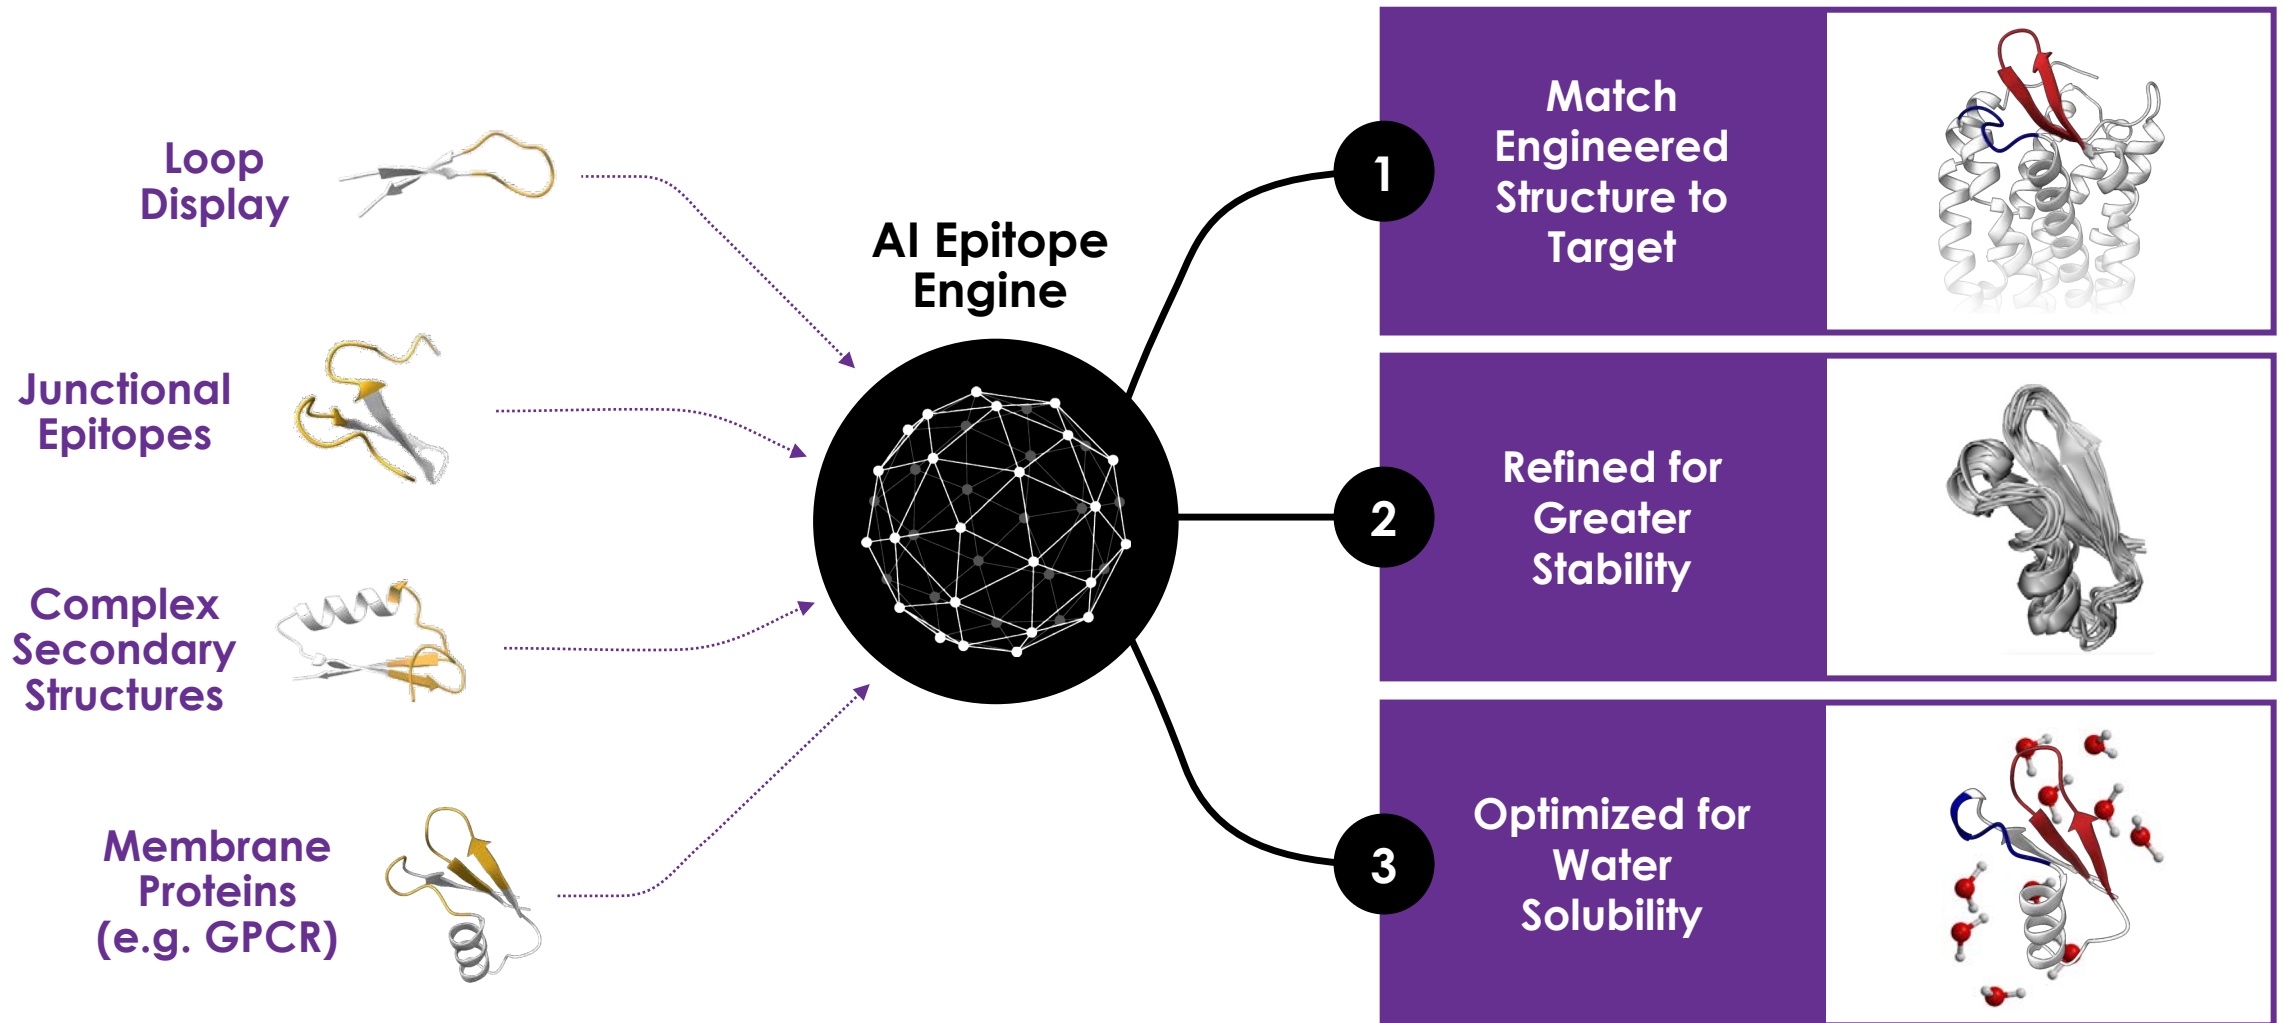 Loop
Display
Junctional
Epitopes
Complex
Secondary
Structures
Membrane
Proteins
(e.g. GPCR)
AI Epitope
Engine
1
Match
Engineered
Structure to
Target
2
Refined for
Greater
Stability
3
Optimized for
Water
Solubility